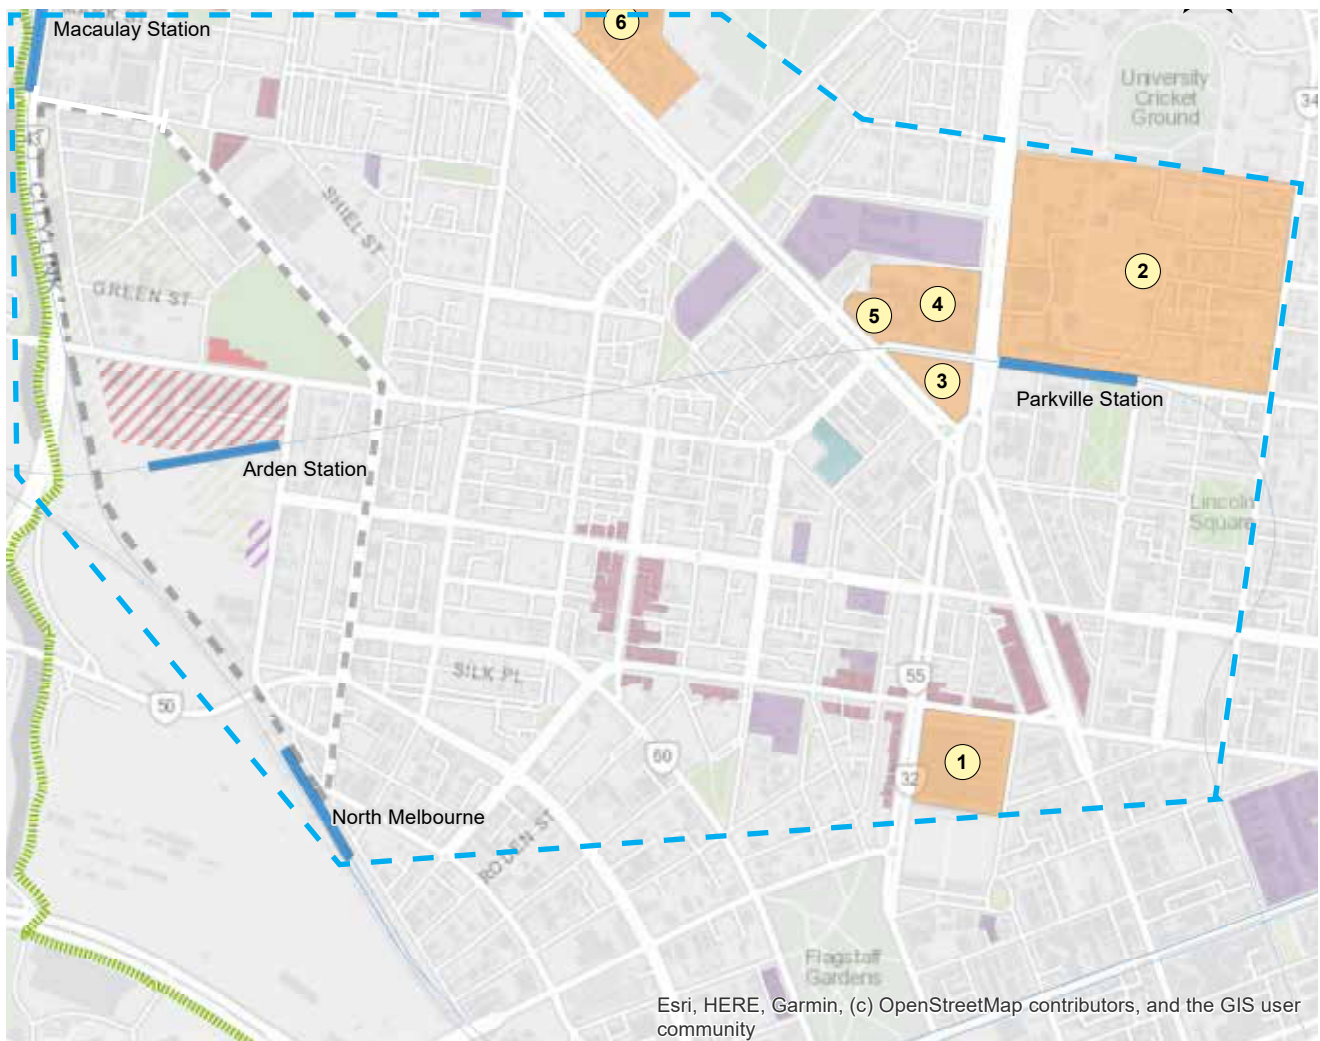 6
Macaulay Station
University
Cricket
Ground
34
43
SHIEL ST
2
GREEN ST
4
5
3
Parkville Station
Arden Station
Lincoln
Square
SILK PL
55
50
60
1
32
North Melbourne
RODEN ST
Flagstaff
Gardens
Esri, HERE, Garmin, (c) OpenStreetMap contributors, and the GIS user
community